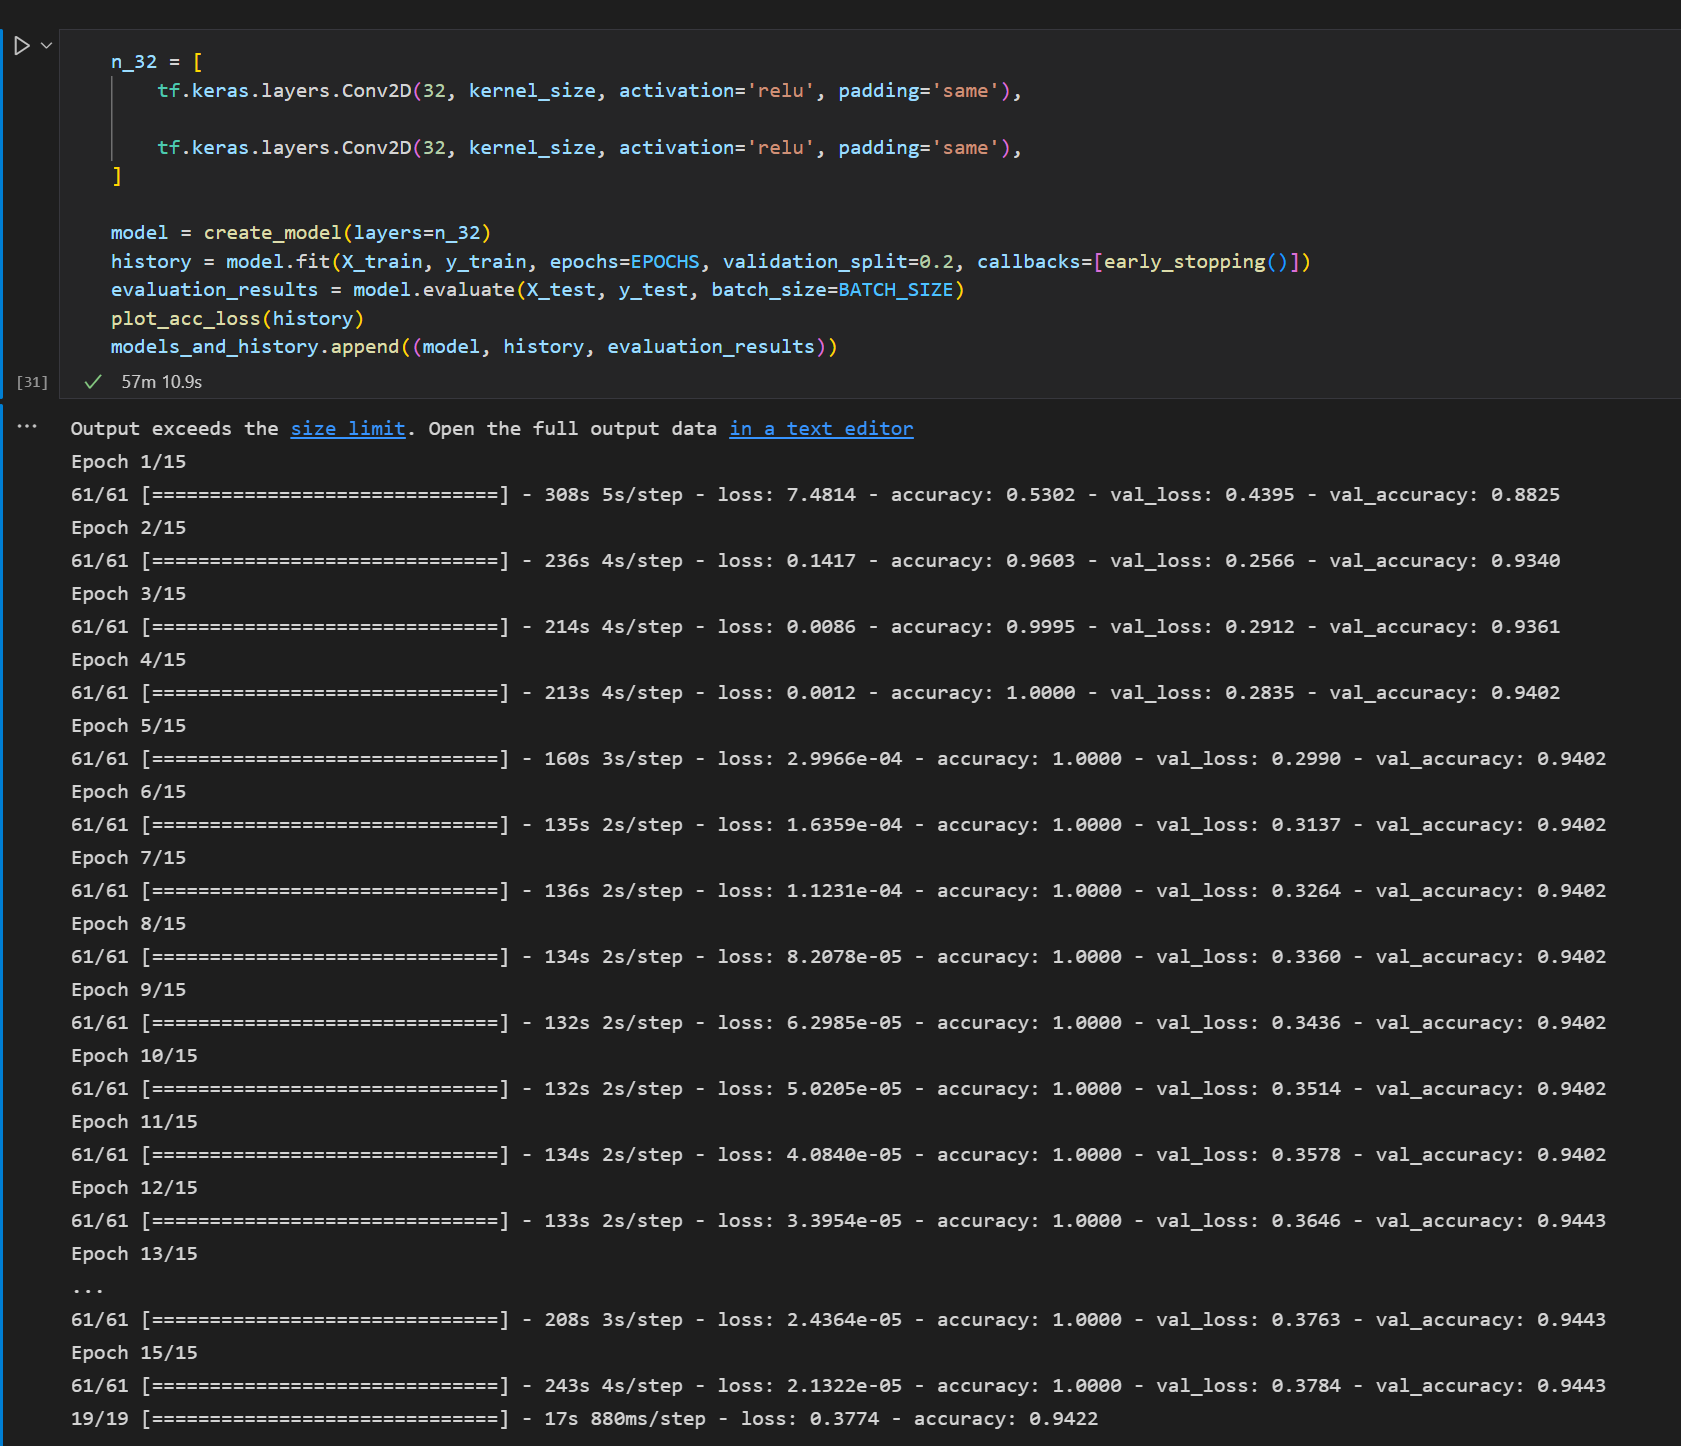 n_32 = [
    tf.keras.layers.Conv2D(32, kernel_size, activation='relu', padding='same'),
    tf.keras.layers.Conv2D(32, kernel_size, activation='relu', padding='same'),
]
model = create_model(layers=n_32)
history = model.fit(X_train, y_train, epochs=EPOCHS, validation_split=0.2, callbacks=[early_stopping()])
evaluation_results = model.evaluate(X_test, y_test, batch_size=BATCH_SIZE)
plot_acc_loss(history)
models_and_history.append((model, history, evaluation_results))
[31] 57m 10.9s
... Output exceeds the size limit. Open the full output data in a text editor
Epoch 1/15
61/61 [==============================] - 308s 5s/step - loss: 7.4814 - accuracy: 0.5302 - val_loss: 0.4395 - val_accuracy: 0.8825
Epoch 2/15
61/61 [==============================] - 236s 4s/step - loss: 0.1417 - accuracy: 0.9603 - val_loss: 0.2566 - val_accuracy: 0.9340
Epoch 3/15
61/61 [==============================] - 214s 4s/step - loss: 0.0086 - accuracy: 0.9995 - val_loss: 0.2912 - val_accuracy: 0.9361
Epoch 4/15
61/61 [==============================] - 213s 4s/step - loss: 0.0012 - accuracy: 1.0000 - val_loss: 0.2835 - val_accuracy: 0.9402
Epoch 5/15
61/61 [==============================] - 160s 3s/step - loss: 2.9966e-04 - accuracy: 1.0000 - val_loss: 0.2990 - val_accuracy: 0.9402
Epoch 6/15
61/61 [==============================] - 135s 2s/step - loss: 1.6359e-04 - accuracy: 1.0000 - val_loss: 0.3137 - val_accuracy: 0.9402
Epoch 7/15
61/61 [==============================] - 136s 2s/step - loss: 1.1231e-04 - accuracy: 1.0000 - val_loss: 0.3264 - val_accuracy: 0.9402
Epoch 8/15
61/61 [==============================] - 134s 2s/step - loss: 8.2078e-05 - accuracy: 1.0000 - val_loss: 0.3360 - val_accuracy: 0.9402
Epoch 9/15
61/61 [==============================] - 132s 2s/step - loss: 6.2985e-05 - accuracy: 1.0000 - val_loss: 0.3436 - val_accuracy: 0.9402
Epoch 10/15
61/61 [==============================] - 132s 2s/step - loss: 5.0205e-05 - accuracy: 1.0000 - val_loss: 0.3514 - val_accuracy: 0.9402
Epoch 11/15
61/61 [==============================] - 134s 2s/step - loss: 4.0840e-05 - accuracy: 1.0000 - val_loss: 0.3578 - val_accuracy: 0.9402
Epoch 12/15
61/61 [==============================] - 133s 2s/step - loss: 3.3954e-05 - accuracy: 1.0000 - val_loss: 0.3646 - val_accuracy: 0.9443
Epoch 13/15
...
61/61 [==============================] - 208s 3s/step - loss: 2.4364e-05 - accuracy: 1.0000 - val_loss: 0.3763 - val_accuracy: 0.9443
Epoch 15/15
61/61 [==============================] - 243s 4s/step - loss: 2.1322e-05 - accuracy: 1.0000 - val_loss: 0.3784 - val_accuracy: 0.9443
19/19 [==============================] - 17s 880ms/step - loss: 0.3774 - accuracy: 0.9422